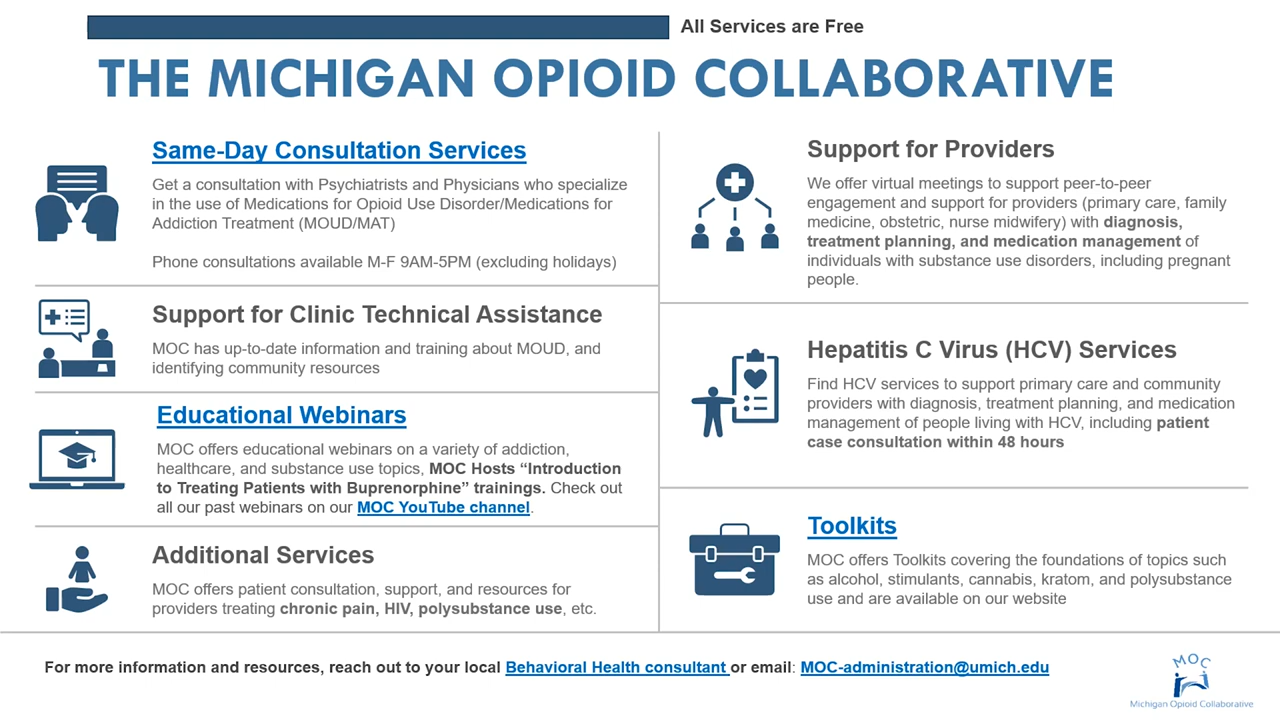 All Services are Free
THE MICHIGAN OPIOID COLLABORATIVE
Same-Day Consultation Services
Get a consultation with Psychiatrists and Physicians who specialize
in the use of Medications for Opioid Use Disorder/Medications for
Addiction Treatment (MOUD/MAT)
Phone consultations available M-F 9AM-5PM (excluding holidays)
Support for Clinic Technical Assistance
MOC has up-to-date information and training about MOUD, and
identifying community resources
Educational Webinars
MOC offers educational webinars on a variety of addiction,
healthcare, and substance use topics, MOC Hosts “Introduction
to Treating Patients with Buprenorphine” trainings. Check out
all our past webinars on our MOC YouTube channel.
Additional Services
MOC offers patient consultation, support, and resources for
providers treating chronic pain, HIV, polysubstance use, etc.
Support for Providers
We offer virtual meetings to support peer-to-peer
engagement and support for providers (primary care, family
medicine, obstetric, nurse midwifery) with diagnosis,
treatment planning, and medication management of
individuals with substance use disorders, including pregnant
people.
Hepatitis C Virus (HCV) Services
Find HCV services to support primary care and community
providers with diagnosis, treatment planning, and medication
management of people living with HCV, including patient
case consultation within 48 hours
Toolkits
MOC offers Toolkits covering the foundations of topics such
as alcohol, stimulants, cannabis, kratom, and polysubstance
use and are available on our website
For more information and resources, reach out to your local Behavioral Health consultant or email: MOC-administration@umich.edu
MOC
Michigan Opioid Collaborative